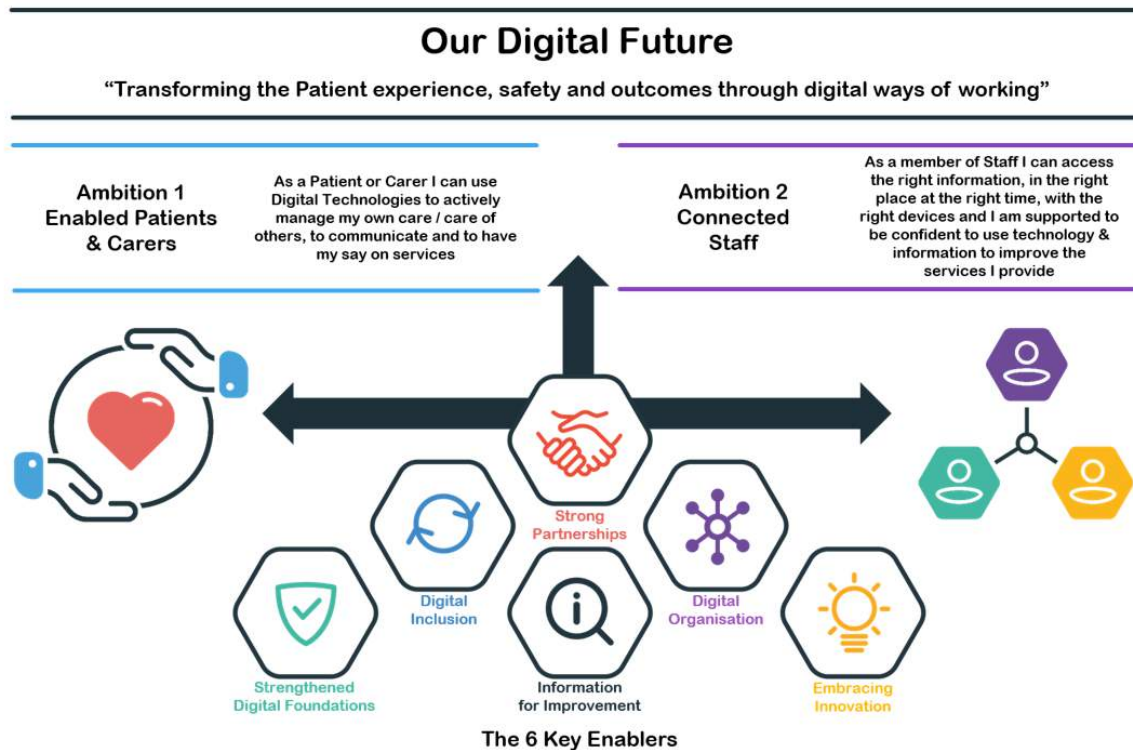 Our Digital Future
“Transforming the Patient experience, safety and outcomes through digital ways of working”
Ambition 1
Enabled Patients
& Carers
As a Patient or Carer I can use
Digital Technologies to actively
manage my own care / care of
others, to communicate and to have
my say on services
Ambition 2
Connected
Staff
As a member of Staff I can access
the right information, in the right
place at the right time, with the
right devices and I am supported to
be confident to use technology &
information to improve the
services I provide
Strong
Partnerships
Digital
Inclusion
Digital
Organisation
Strengthened
Digital Foundations
Information
for Improvement
Embracing
Innovation
The 6 Key Enablers